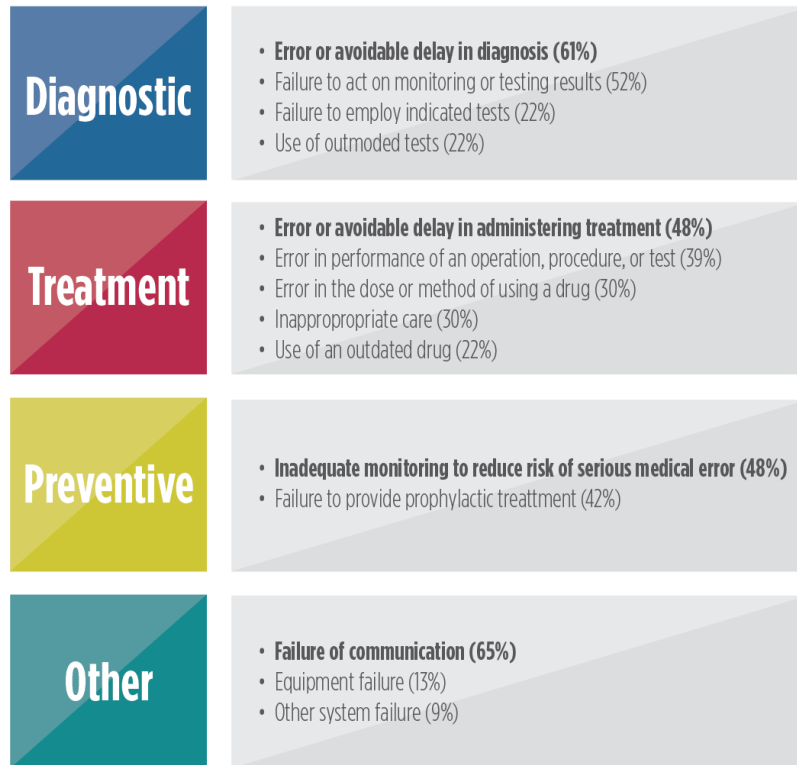 Diagnostic
• Error or avoidable delay in diagnosis (61%)
• Failure to act on monitoring or testing results (52%)
• Failure to employ indicated tests (22%)
• Use of outmoded tests (22%)
Treatment
• Error or avoidable delay in administering treatment (48%)
• Error in performance of an operation, procedure, or test (39%)
• Error in the dose or method of using a drug (30%)
• Inappropropriate care (30%)
• Use of an outdated drug (22%)
Preventive
• Inadequate monitoring to reduce risk of serious medical error (48%)
• Failure to provide prophylactic treattment (42%)
Other
• Failure of communication (65%)
• Equipment failure (13%)
• Other system failure (9%)